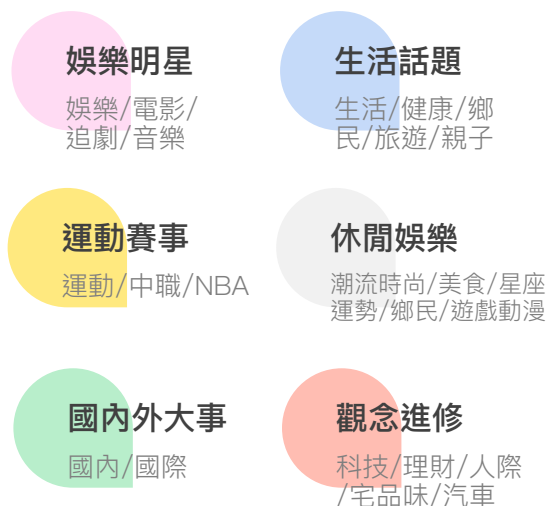 娛樂明星
娛樂/電影/
追劇/音樂
生活話題
生活/健康/鄉
民/旅遊/親子
運動賽事
運動/中職/NBA
休閒娛樂
潮流時尚/美食/星座
運勢/鄉民/遊戲動漫
國內外大事
國內/國際
觀念進修
科技/理財/人際
/宅品味/汽車